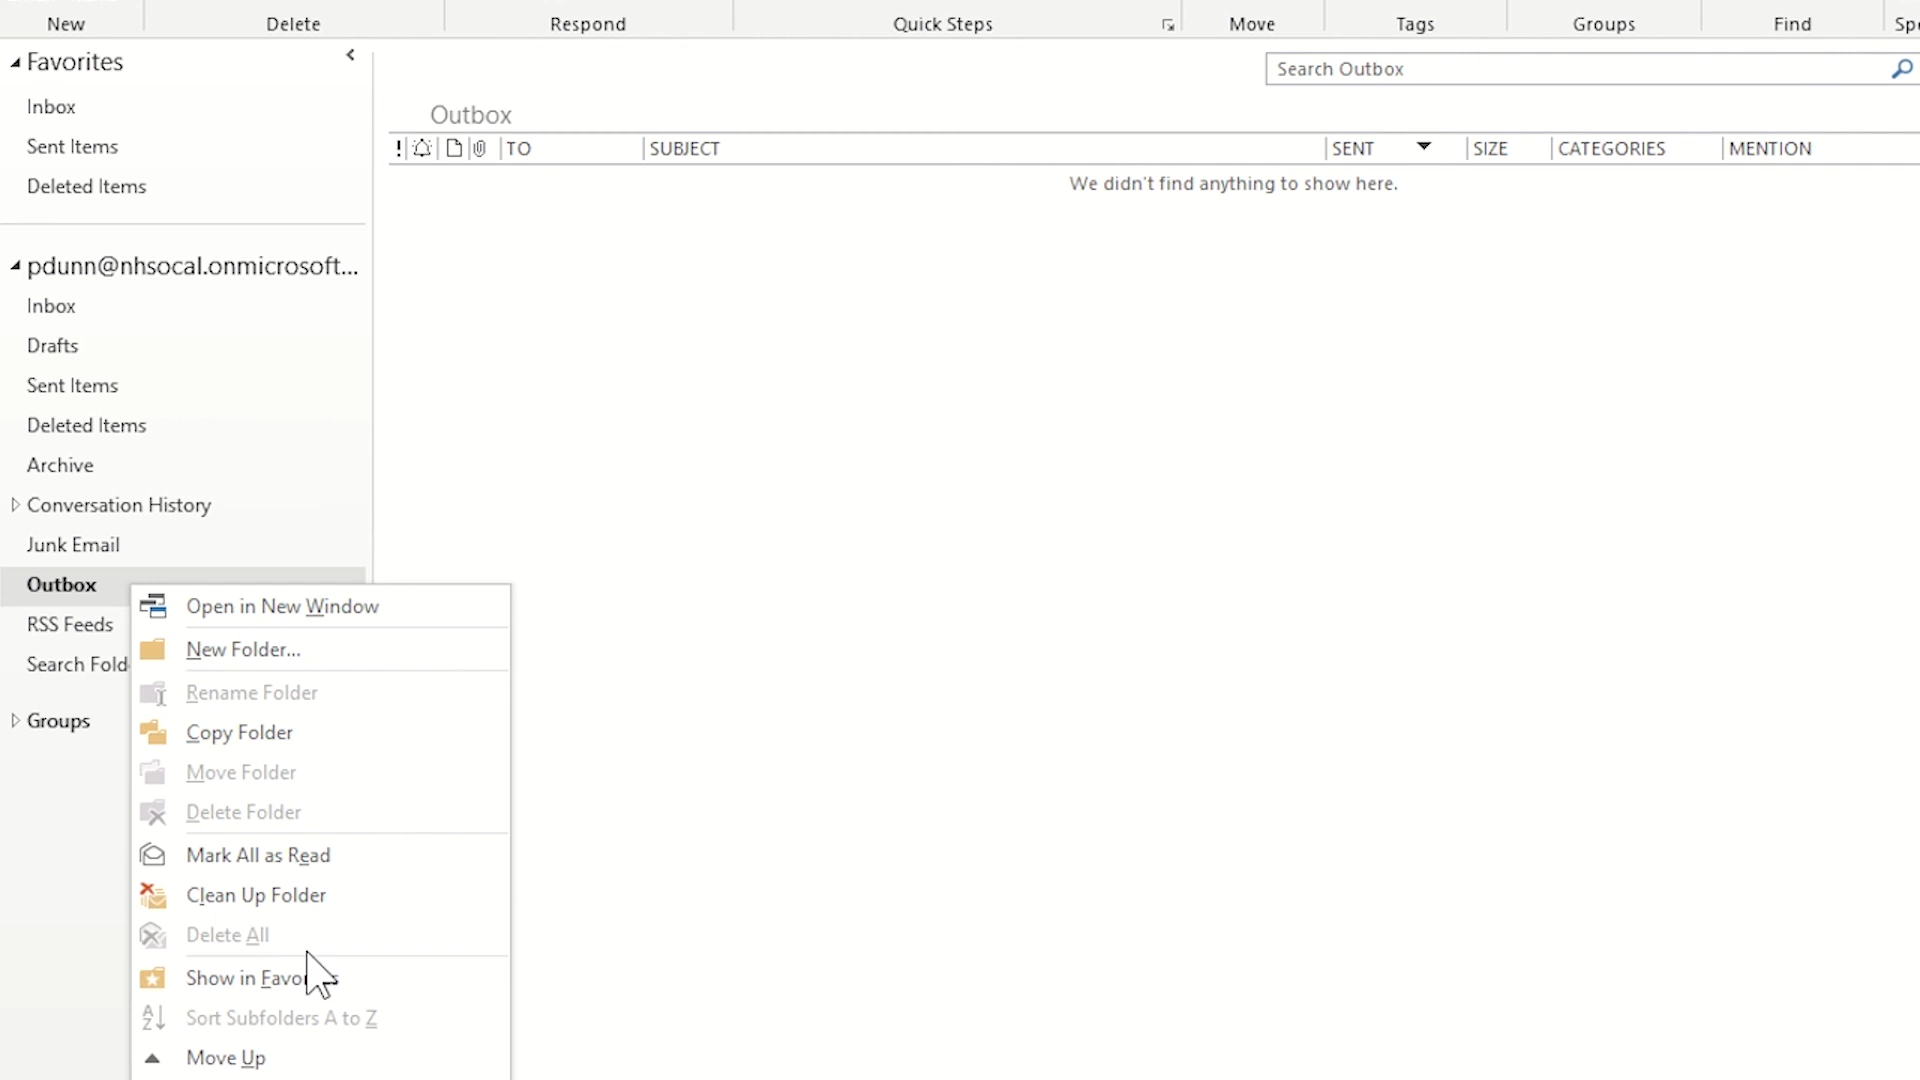 New
Delete
Respond
Quick Steps
Move
Tags
Groups
Find
Favorites
Inbox
Sent Items
Deleted Items
pdunn@nhsocal.onmicrosoft...
Inbox
Drafts
Sent Items
Deleted Items
Archive
Conversation History
Junk Email
Outbox
RSS Feeds
Groups
Search Outbox
Outbox
! TO SUBJECT SENT SIZE CATEGORIES MENTION
We didn't find anything to show here.
Open in New Window
New Folder...
Rename Folder
Copy Folder
Move Folder
Delete Folder
Mark All as Read
Clean Up Folder
Delete All
Show in
Sort Subfolders A to Z
Move Up
Search